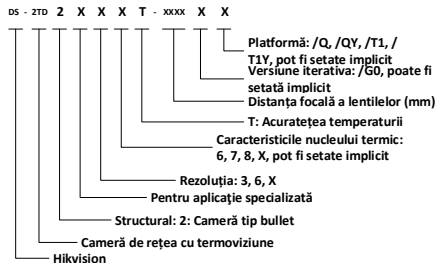 DS - 2TD 2 X X X T - XXXX X X
Platformă: /Q, /QY, /T1, /
T1Y, pot fi setate implicit
Versiune iterativa: /G0, poate fi
setată implicit
Distanța focală a lentilelor (mm)
T: Acuratețea temperaturii
Caracteristicile nucleului termic:
6, 7, 8, X, pot fi setate implicit
Rezoluția: 3, 6, X
Pentru aplicație specializată
Structural: 2: Cameră tip bullet
Cameră de rețea cu termoviziune
Hikvision